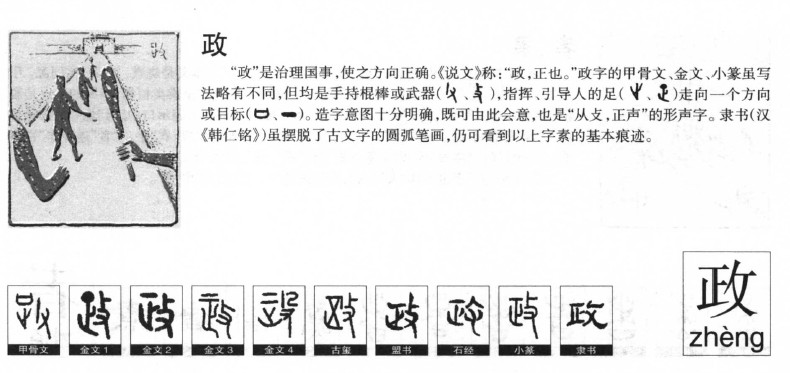 政
“政”是治理国事,使之方向正确。《说文》称:“政,正也。”政字的甲骨文、金文、小篆虽写
法略有不同,但均是手持棍棒或武器(、),指挥、引导人的足(、)走向一个方向
或目标(、)。造字意图十分明确,既可由此会意,也是“从攴,正声”的形声字。隶书(汉
《韩仁铭》)虽摆脱了古文字的圆弧笔画,仍可看到以上字素的基本痕迹。
政
zhèng
甲骨文 金文1 金文2 金文3 金文4 古玺 盟书 石经 小篆 隶书